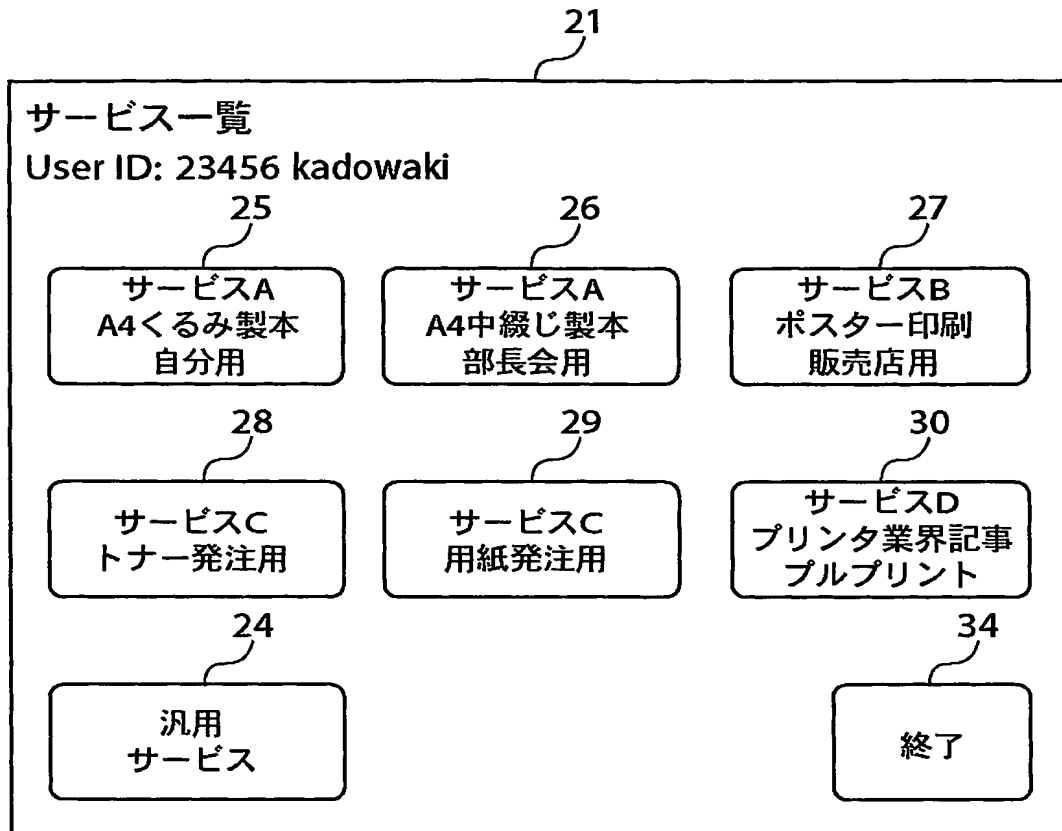 21
サービス一覧
User ID: 23456 kadowaki
25
サービスA
A4くるみ製本
自分用
26
サービスA
A4中綴じ製本
部長会用
27
サービスB
ポスター印刷
販売店用
28
サービスC
トナー発注用
29
サービスC
用紙発注用
30
サービスD
プリンタ業界記事
プルプリント
24
汎用
サービス
34
終了